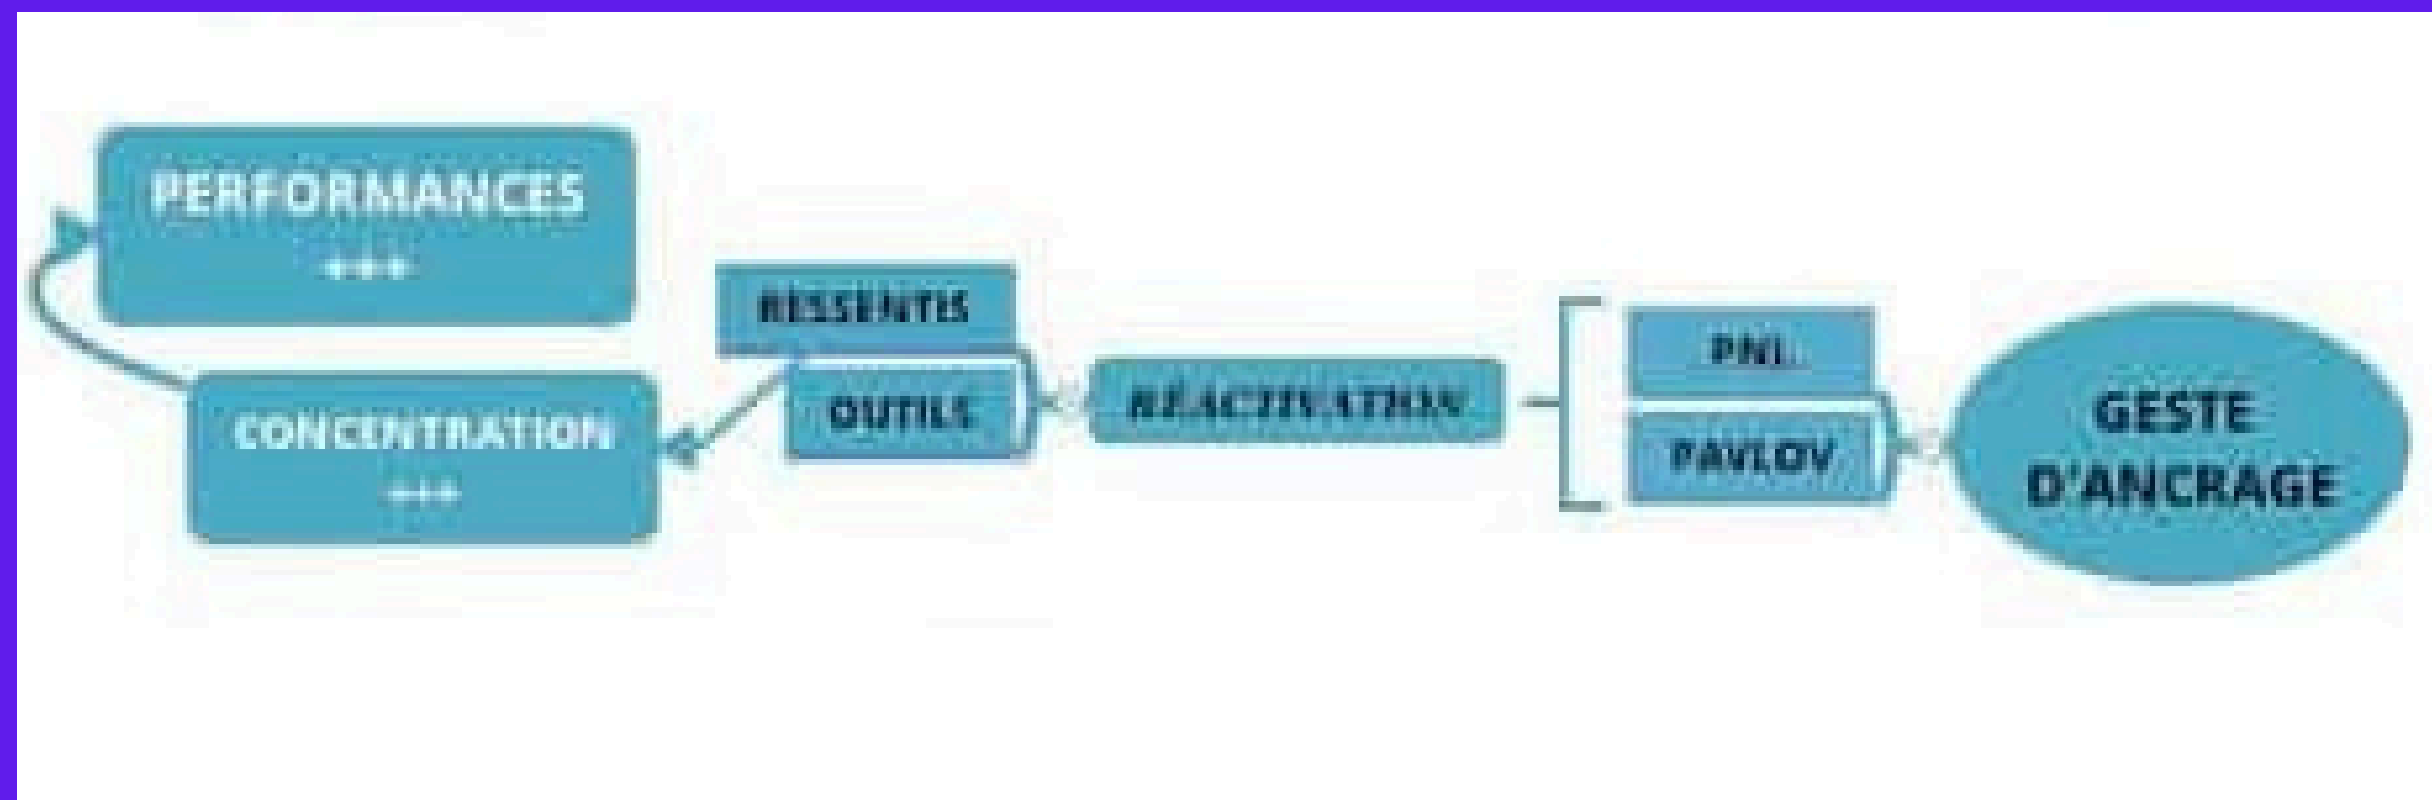 PERFORMANCES
+++
RESSENTIS
OUTILS
CONCENTRATION
+++
RÉACTIVATION
PNL
PAVLOV
GESTE
D'ANCRAGE